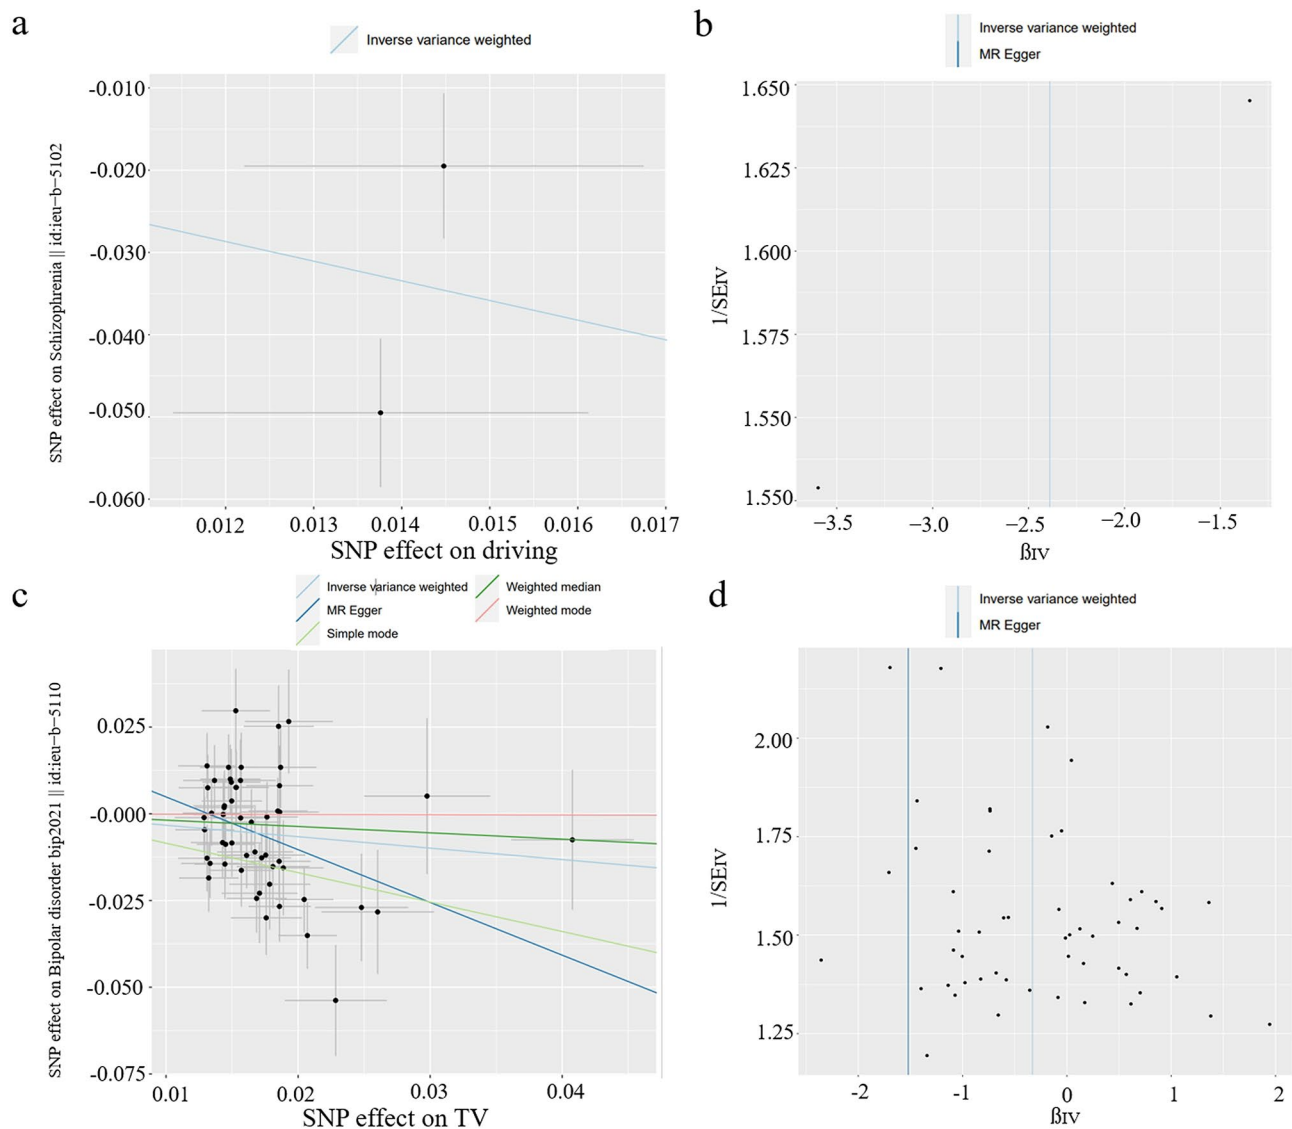 a
Inverse variance weighted
-0.010
-0.020
-0.030
-0.040
-0.050
-0.060
SNP effect on Schizophrenia || id:ieu-b-5102
0.012 0.013 0.014 0.015 0.016 0.017
SNP effect on driving
b
Inverse variance weighted
MR Egger
1.650
1.625
1.600
1.575
1.550
1.550
1/SEIV
−3.5 −3.0 −2.5 −2.0 −1.5
ßIV
c
Inverse variance weighted
MR Egger
Simple mode
Weighted median
Weighted mode
0.025
-0.000
-0.025
-0.050
-0.075
SNP effect on Bipolar disorder bip2021 || id:ieu-b-5110
0.01 0.02 0.03 0.04
SNP effect on TV
d
Inverse variance weighted
MR Egger
2.00
1.75
1.50
1.25
1/SEIV
-2 -1 0 1 2
ßIV